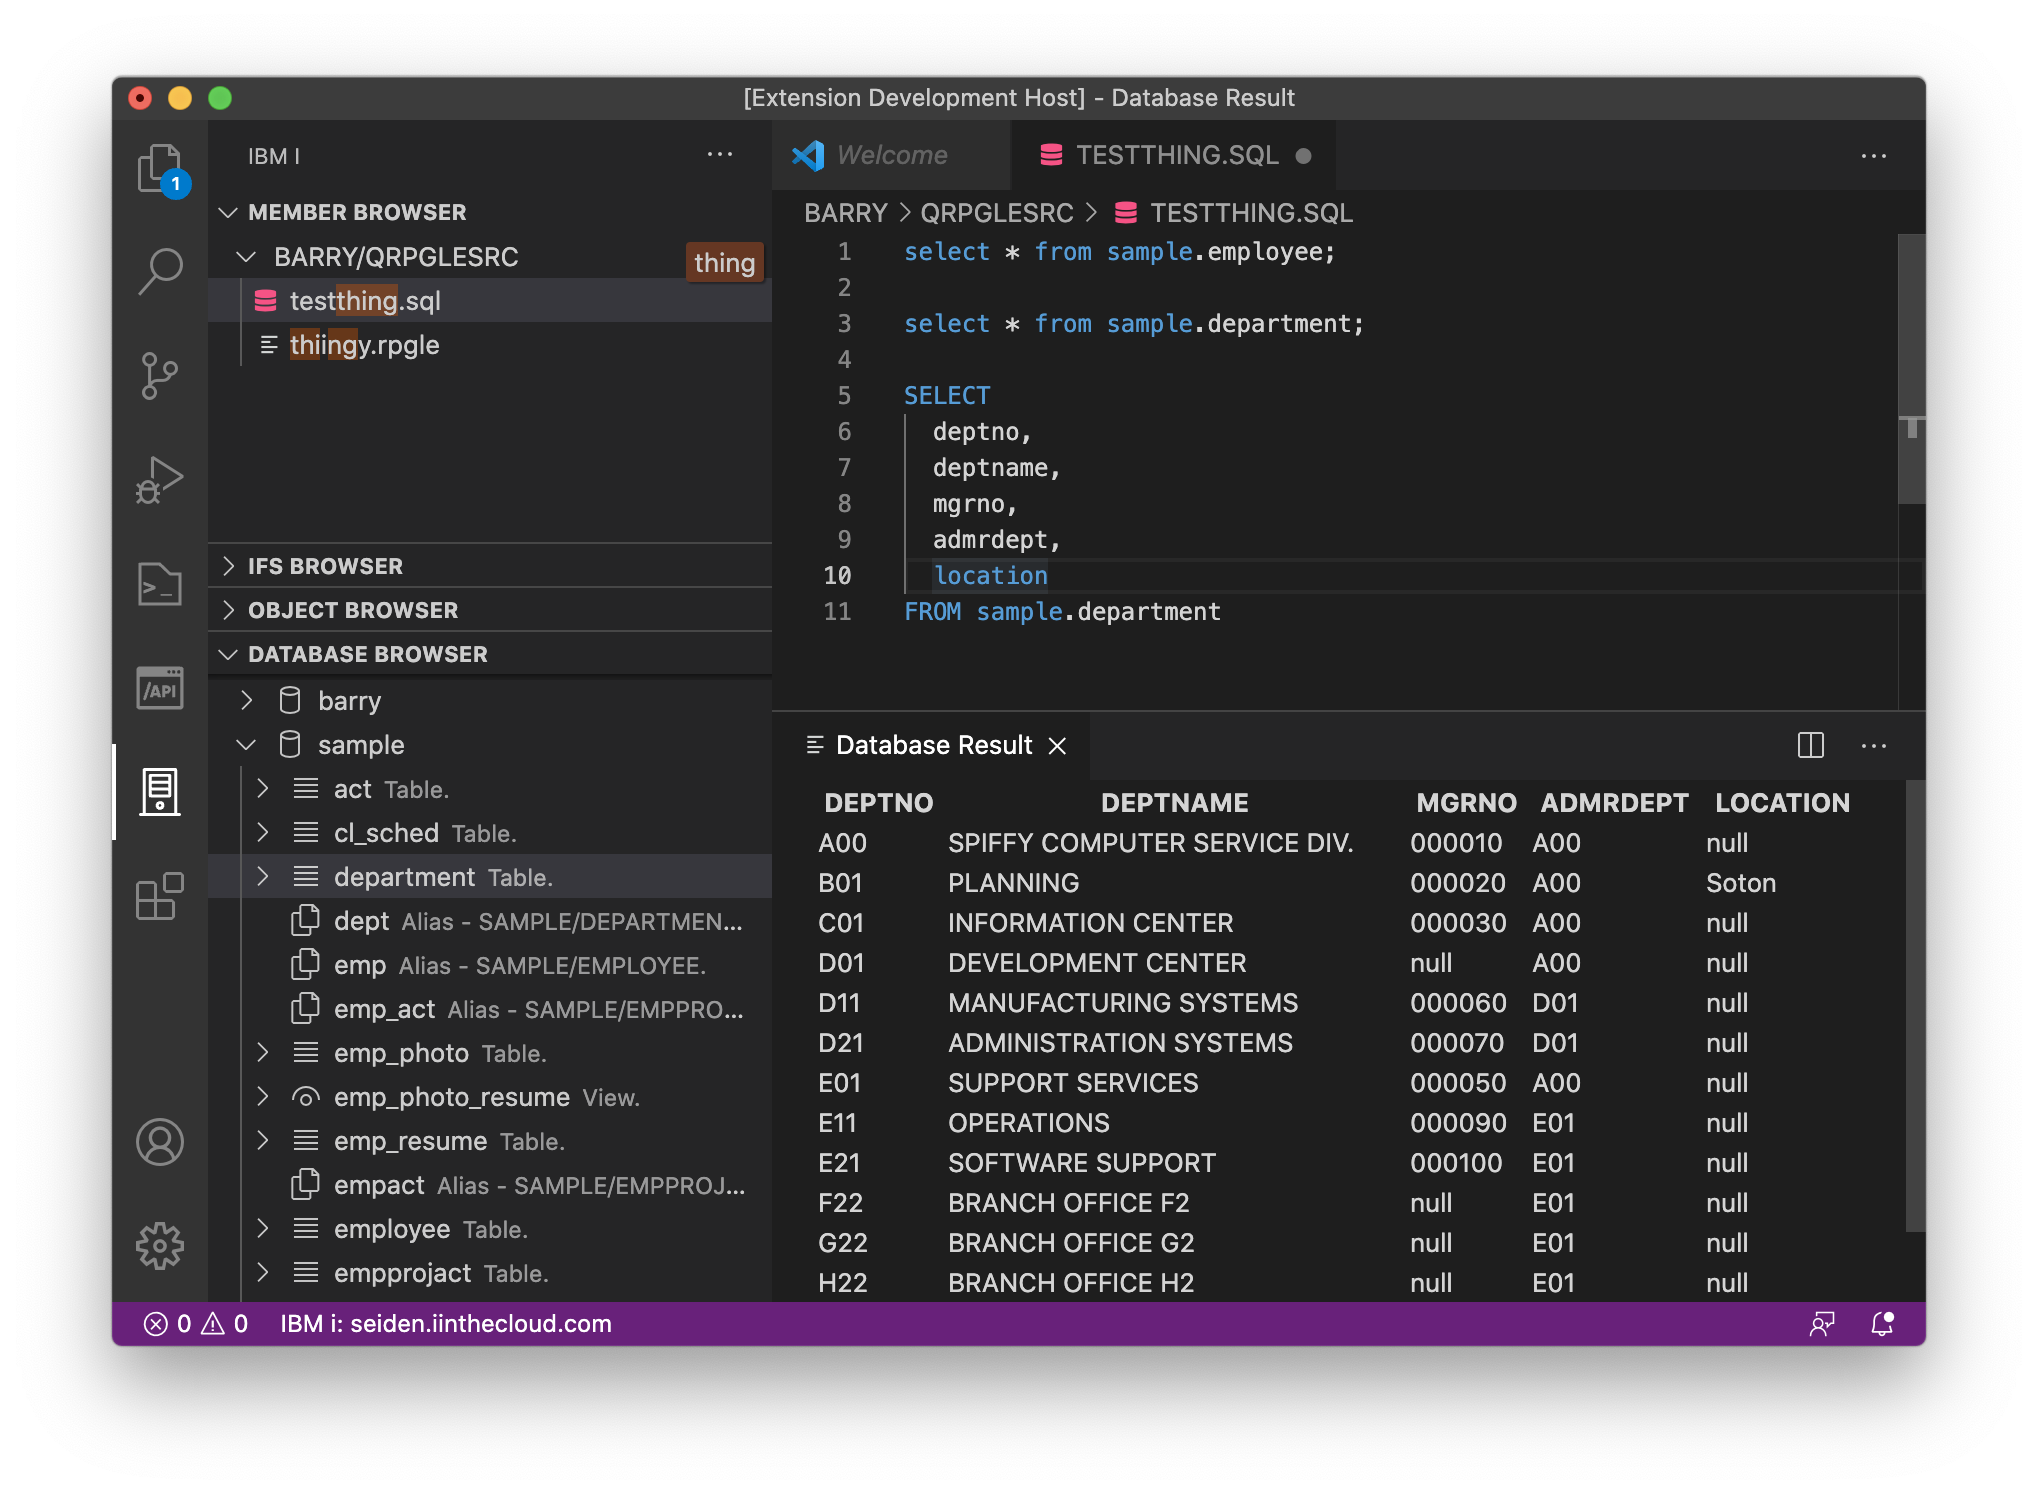 [Extension Development Host] - Database Result
1
IBM I
MEMBER BROWSER
BARRY/QRPGLESRC
thing
testthing.sql
thiingy.rpgle
IFS BROWSER
OBJECT BROWSER
DATABASE BROWSER
barry
sample
act Table.
cl_sched Table.
department Table.
dept Alias - SAMPLE/DEPARTMEN...
emp Alias - SAMPLE/EMPLOYEE.
emp_act Alias - SAMPLE/EMPPRO...
emp_photo Table.
emp_photo_resume View.
emp_resume Table.
empact Alias - SAMPLE/EMPPROJ...
employee Table.
empprojact Table.
/API
Welcome
TESTTHING.SQL
BARRY > QRPGLESRC > TESTTHING.SQL
1 select * from sample.employee;
2
3 select * from sample.department;
4
5 SELECT
6 deptno,
7 deptname,
8 mgrno,
9 admrdept,
10 location
11 FROM sample.department
Database Result
DEPTNO DEPTNAME MGRNO ADMRDEPT LOCATION
A00 SPIFFY COMPUTER SERVICE DIV. 000010 A00 null
B01 PLANNING 000020 A00 Soton
C01 INFORMATION CENTER 000030 A00 null
D01 DEVELOPMENT CENTER null A00 null
D11 MANUFACTURING SYSTEMS 000060 D01 null
D21 ADMINISTRATION SYSTEMS 000070 D01 null
E01 SUPPORT SERVICES 000050 A00 null
E11 OPERATIONS 000090 E01 null
E21 SOFTWARE SUPPORT 000100 E01 null
F22 BRANCH OFFICE F2 null E01 null
G22 BRANCH OFFICE G2 null E01 null
H22 BRANCH OFFICE H2 null E01 null
0 0 IBM i: seiden.iinthecloud.com